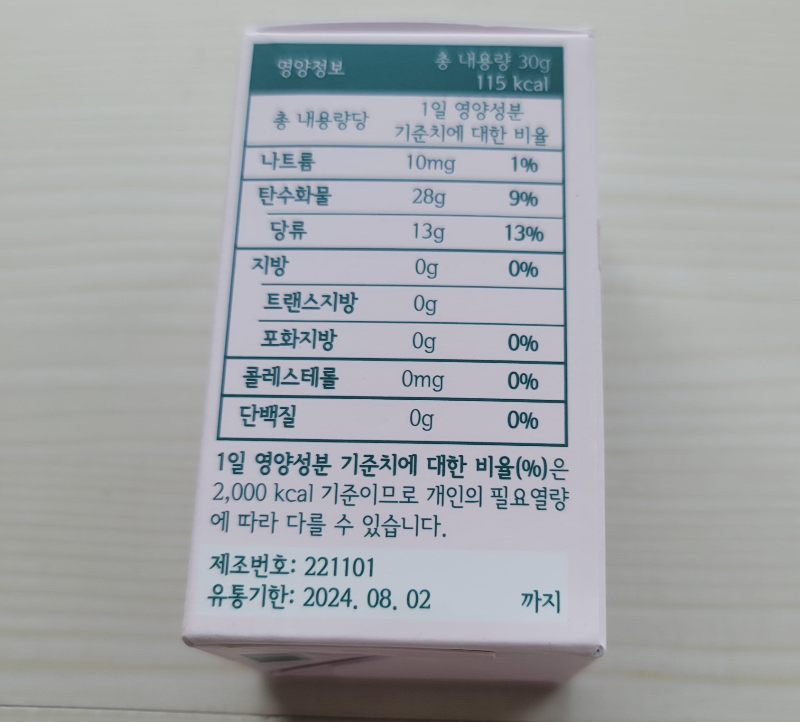 영양정보 총 내용량 30g
115 kcal
총 내용량당 1일 영양성분
기준치에 대한 비율
나트륨 10mg 1%
탄수화물 28g 9%
당류 13g 13%
지방 0g 0%
트랜스지방 0g
포화지방 0g 0%
콜레스테롤 0mg 0%
단백질 0g 0%
1일 영양성분 기준치에 대한 비율(%)은
2,000 kcal 기준이므로 개인의 필요열량
에 따라 다를 수 있습니다.
제조번호: 221101
유통기한: 2024. 08. 02 까지